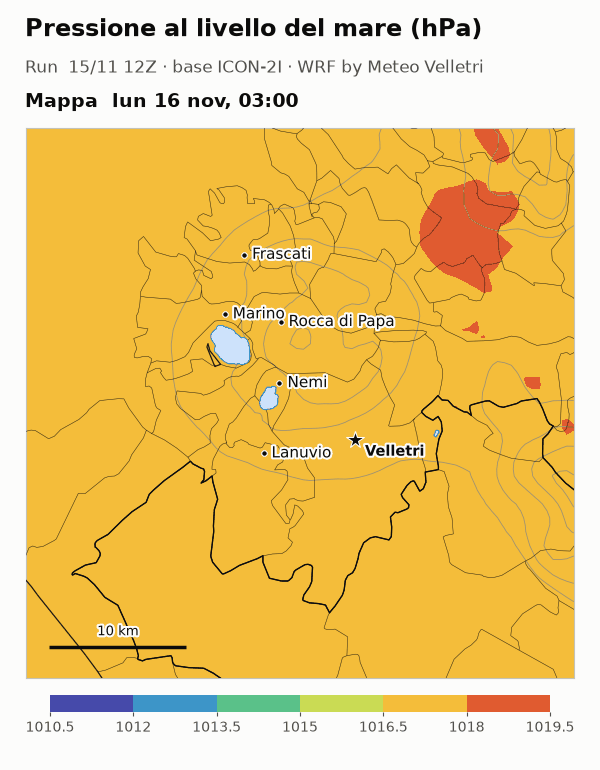 Pressione al livello del mare (hPa)
Run  15/11 12Z · base ICON-2I · WRF by Meteo Velletri
Mappa  lun 16 nov, 03:00
Frascati
Marino
Rocca di Papa
Nemi
Velletri
Lanuvio
10 km
1010.5 1012 1013.5 1015 1016.5 1018 1019.5